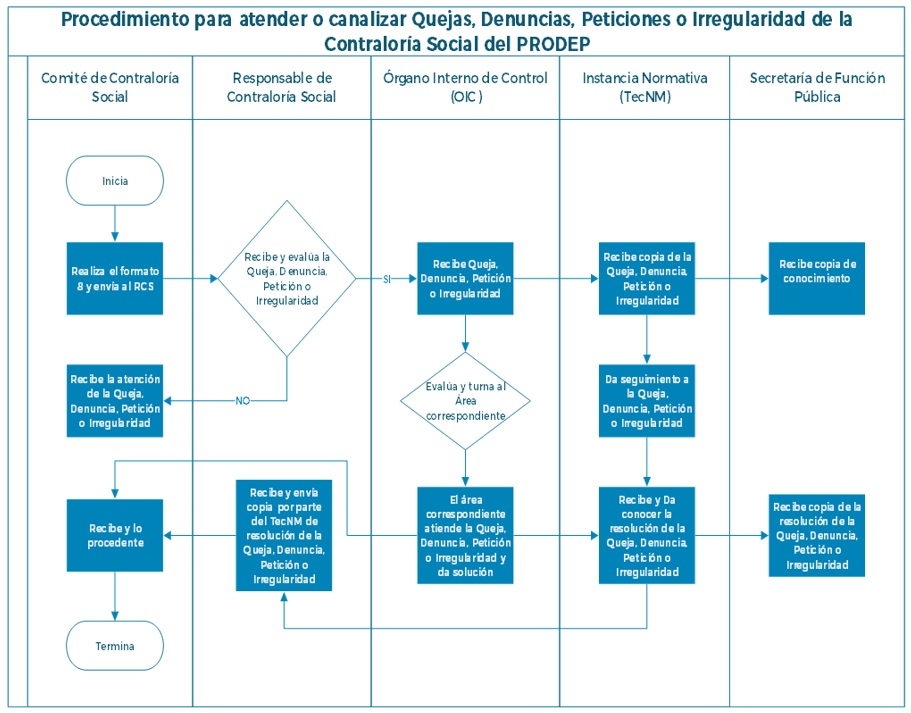 Procedimiento para atender o canalizar Quejas, Denuncias, Peticiones o Irregularidad de la
Contraloría Social del PRODEP
Comité de Contraloría
Social
Responsable de
Contraloría Social
Órgano Interno de Control
(OIC )
Instancia Normativa
(TecNM)
Secretaría de Función
Pública
Inicia
Realiza el formato
8 y envía al RCS
Recibe y evalúa la
Queja, Denuncia,
Petición o
Irregularidad
SI
Recibe Queja,
Denuncia, Petición
o Irregularidad
Recibe copia de la
Queja, Denuncia,
Petición o
Irregularidad
Recibe copia de
conocimiento
Recibe la atención
de la Queja,
Denuncia, Petición
o Irregularidad
NO
Evalúa y turna al
Área
correspondiente
Da seguimiento a
la Queja,
Denuncia, Petición
o Irregularidad
Recibe y lo
procedente
Recibe y envía
copia por parte
del TecNM de
resolución de la
Queja, Denuncia,
Petición o
Irregularidad
El área
correspondiente
atiende la Queja,
Denuncia, Petición
o Irregularidad y
da solución
Recibe y Da
conocer la
resolución de la
Queja, Denuncia,
Petición o
Irregularidad
Recibe copia de la
resolución de la
Queja, Denuncia,
Petición o
Irregularidad
Termina